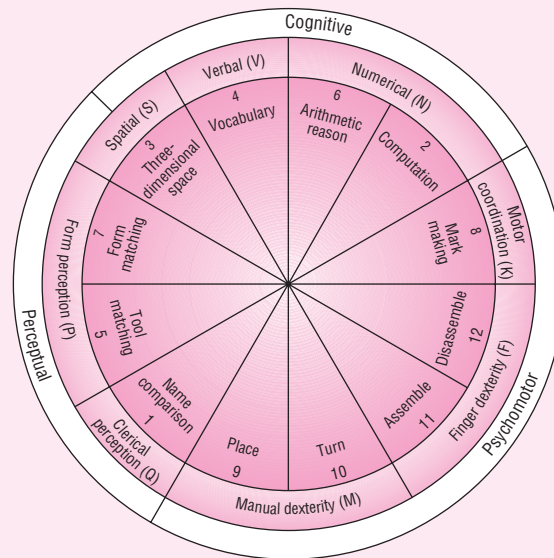 Cognitive
Verbal (V)
Numerical (N)
Spatial (S)
4
Vocabulary
6
Arithmetic
reason
3
Three-
dimensional
space
2
Computation
Motor
coordination (K)
7
Form
matching
8
Mark
making
Form perception (P)
Perceptual
5
Tool
matching
Disassemble
12
Finger dexterity (F)
Psychomotor
1
Name
comparison
Assemble
11
Clerical
perception (Q)
Place
9
Turn
10
Manual dexterity (M)